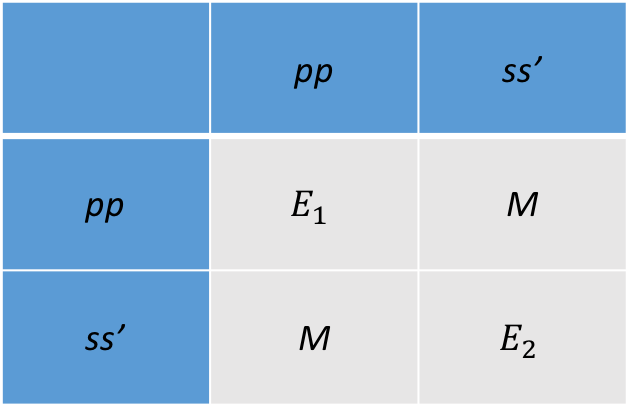 pp ss’
pp E₁ M
ss’ M E₂